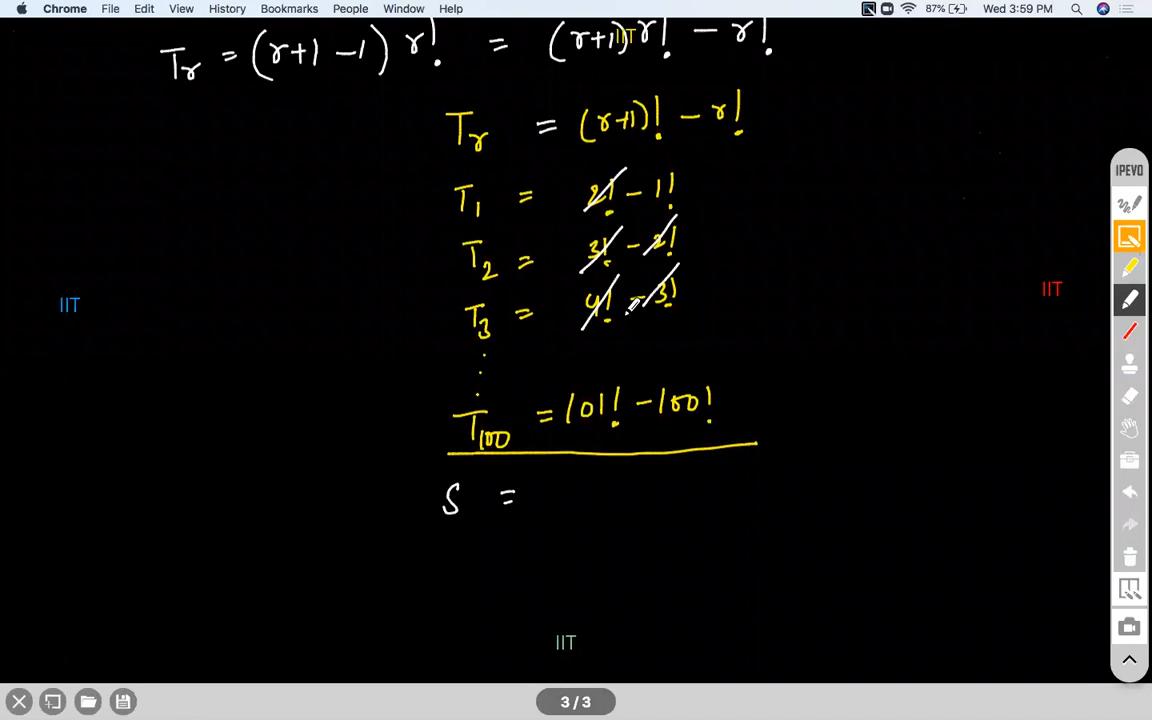 Chrome File Edit View History Bookmarks People Window Help 87% Wed 3:59 PM
Tr = (r+1 -1) r! = (r+1) r! - r!
IIT
Tr = (r+1)! - r!
IPEVO
T1 = 2! - 1!
T2 = 3! - 2!
T3 = 4! - 3!
IIT
IIT
T100 = 101! - 100!
S =
IIT
3/3